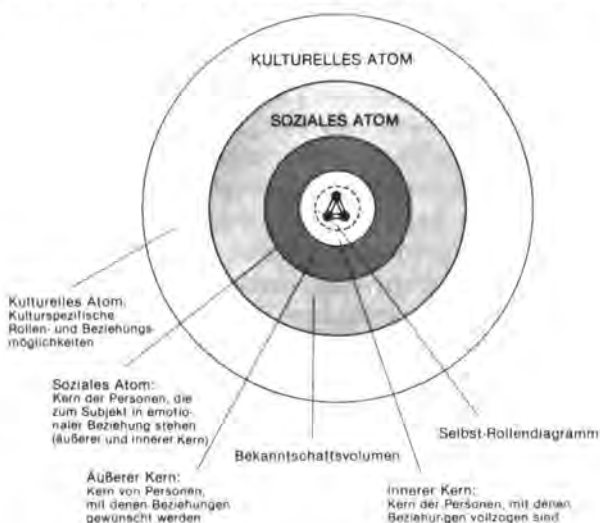 KULTURELLES ATOM
SOZIALES ATOM
Kulturelles Atom:
Kulturspezifische
Rollen- und Beziehungs
möglichkeiten
Soziales Atom:
Kern der Personen, die
zum Subjekt in emotio-
naler Beziehung stehen
(äußerer und innerer Kern)
Äußerer Kern:
Kern von Personen,
mit denen Beziehungen
gewünscht werden
Bekanntschaftsvolumen
Selbst-Rollendiagramm
Innerer Kern:
Kern der Personen, mit denen
Beziehungen vollzogen sind